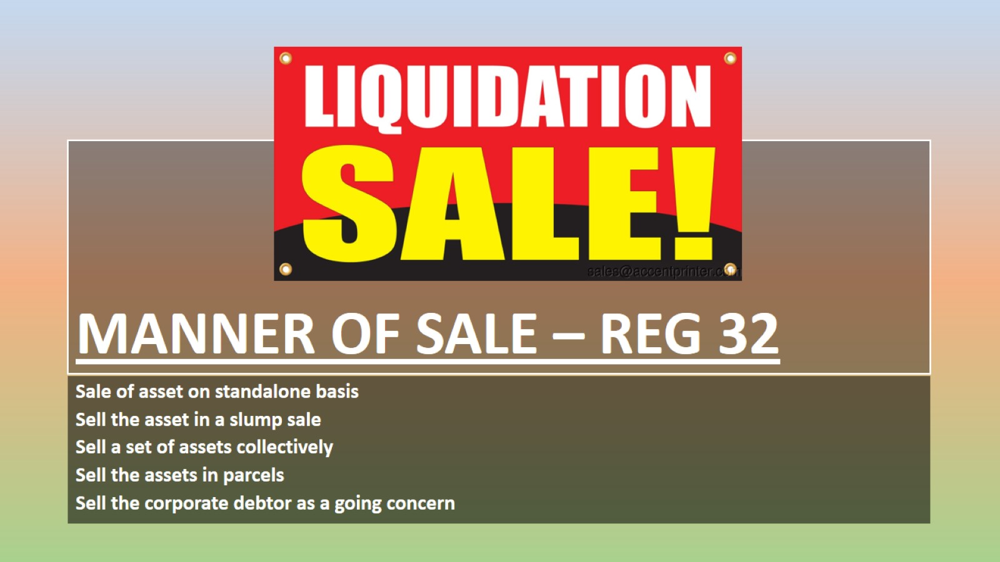 LIQUIDATION
SALE!
sales@accentprinter.com
MANNER OF SALE – REG 32
Sale of asset on standalone basis
Sell the asset in a slump sale
Sell a set of assets collectively
Sell the assets in parcels
Sell the corporate debtor as a going concern